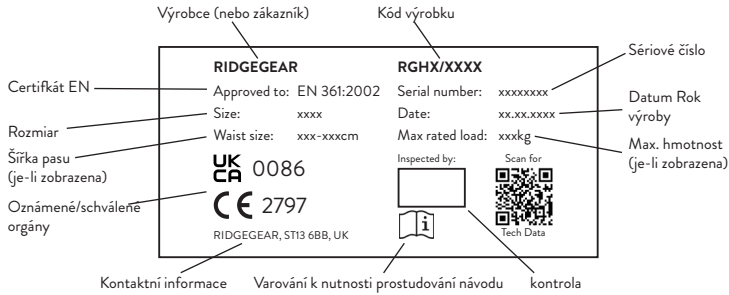 Výrobce (nebo zákazník)
Kód výrobku
RIDGEGEAR
RGHX/XXXX
Sériové číslo
Certifkát EN
Approved to: EN 361:2002
Serial number: xxxxxxxx
Size: xxxx
Date: xx.xx.xxxx
Datum Rok
výroby
Rozmiar
Waist size: xxx-xxxcm
Max rated load: xxxkg
Max. hmotnost
(je-li zobrazena)
Šířka pasu
(je-li zobrazena)
Inspected by:
Scan for
UK
CA 0086
Oznámené/schválené
orgány
CE 2797
i
Tech Data
RIDGEGEAR, ST13 6BB, UK
Kontaktní informace
Varování k nutnosti prostudování návodu
kontrola